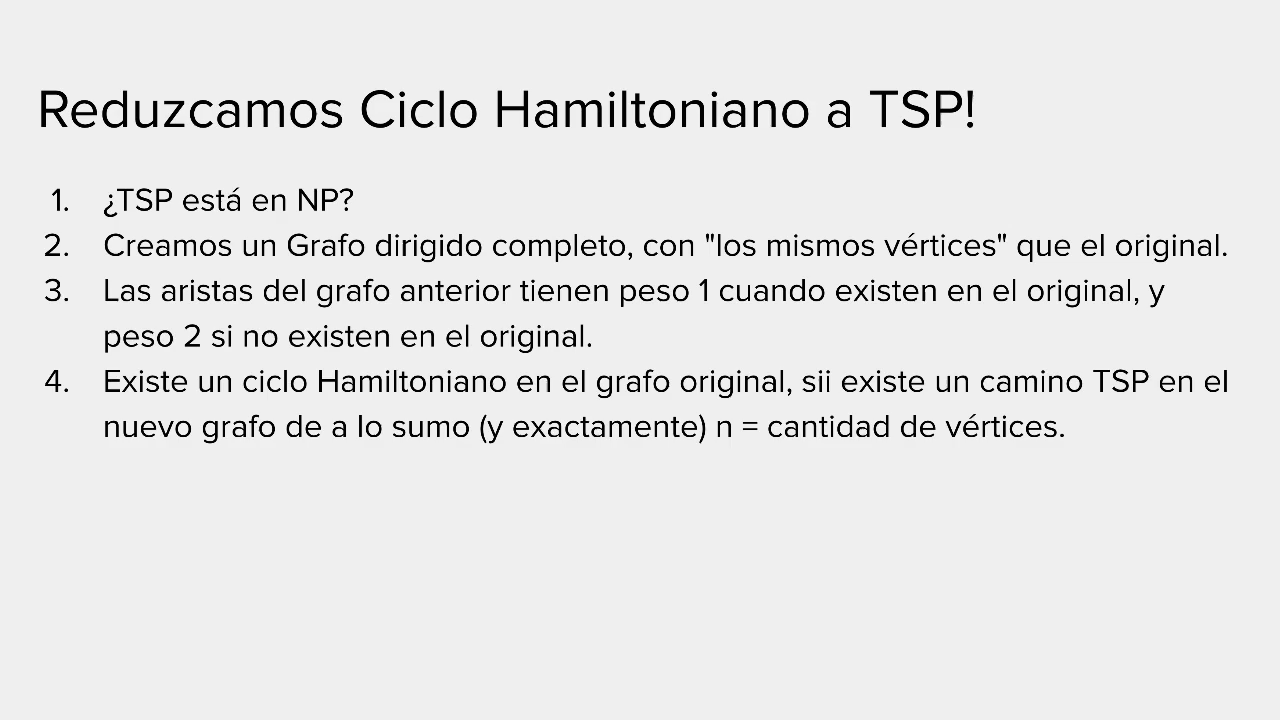 Reduzcamos Ciclo Hamiltoniano a TSP!
1. ¿TSP está en NP?
2. Creamos un Grafo dirigido completo, con "los mismos vértices" que el original.
3. Las aristas del grafo anterior tienen peso 1 cuando existen en el original, y
peso 2 si no existen en el original.
4. Existe un ciclo Hamiltoniano en el grafo original, sii existe un camino TSP en el
nuevo grafo de a lo sumo (y exactamente) n = cantidad de vértices.